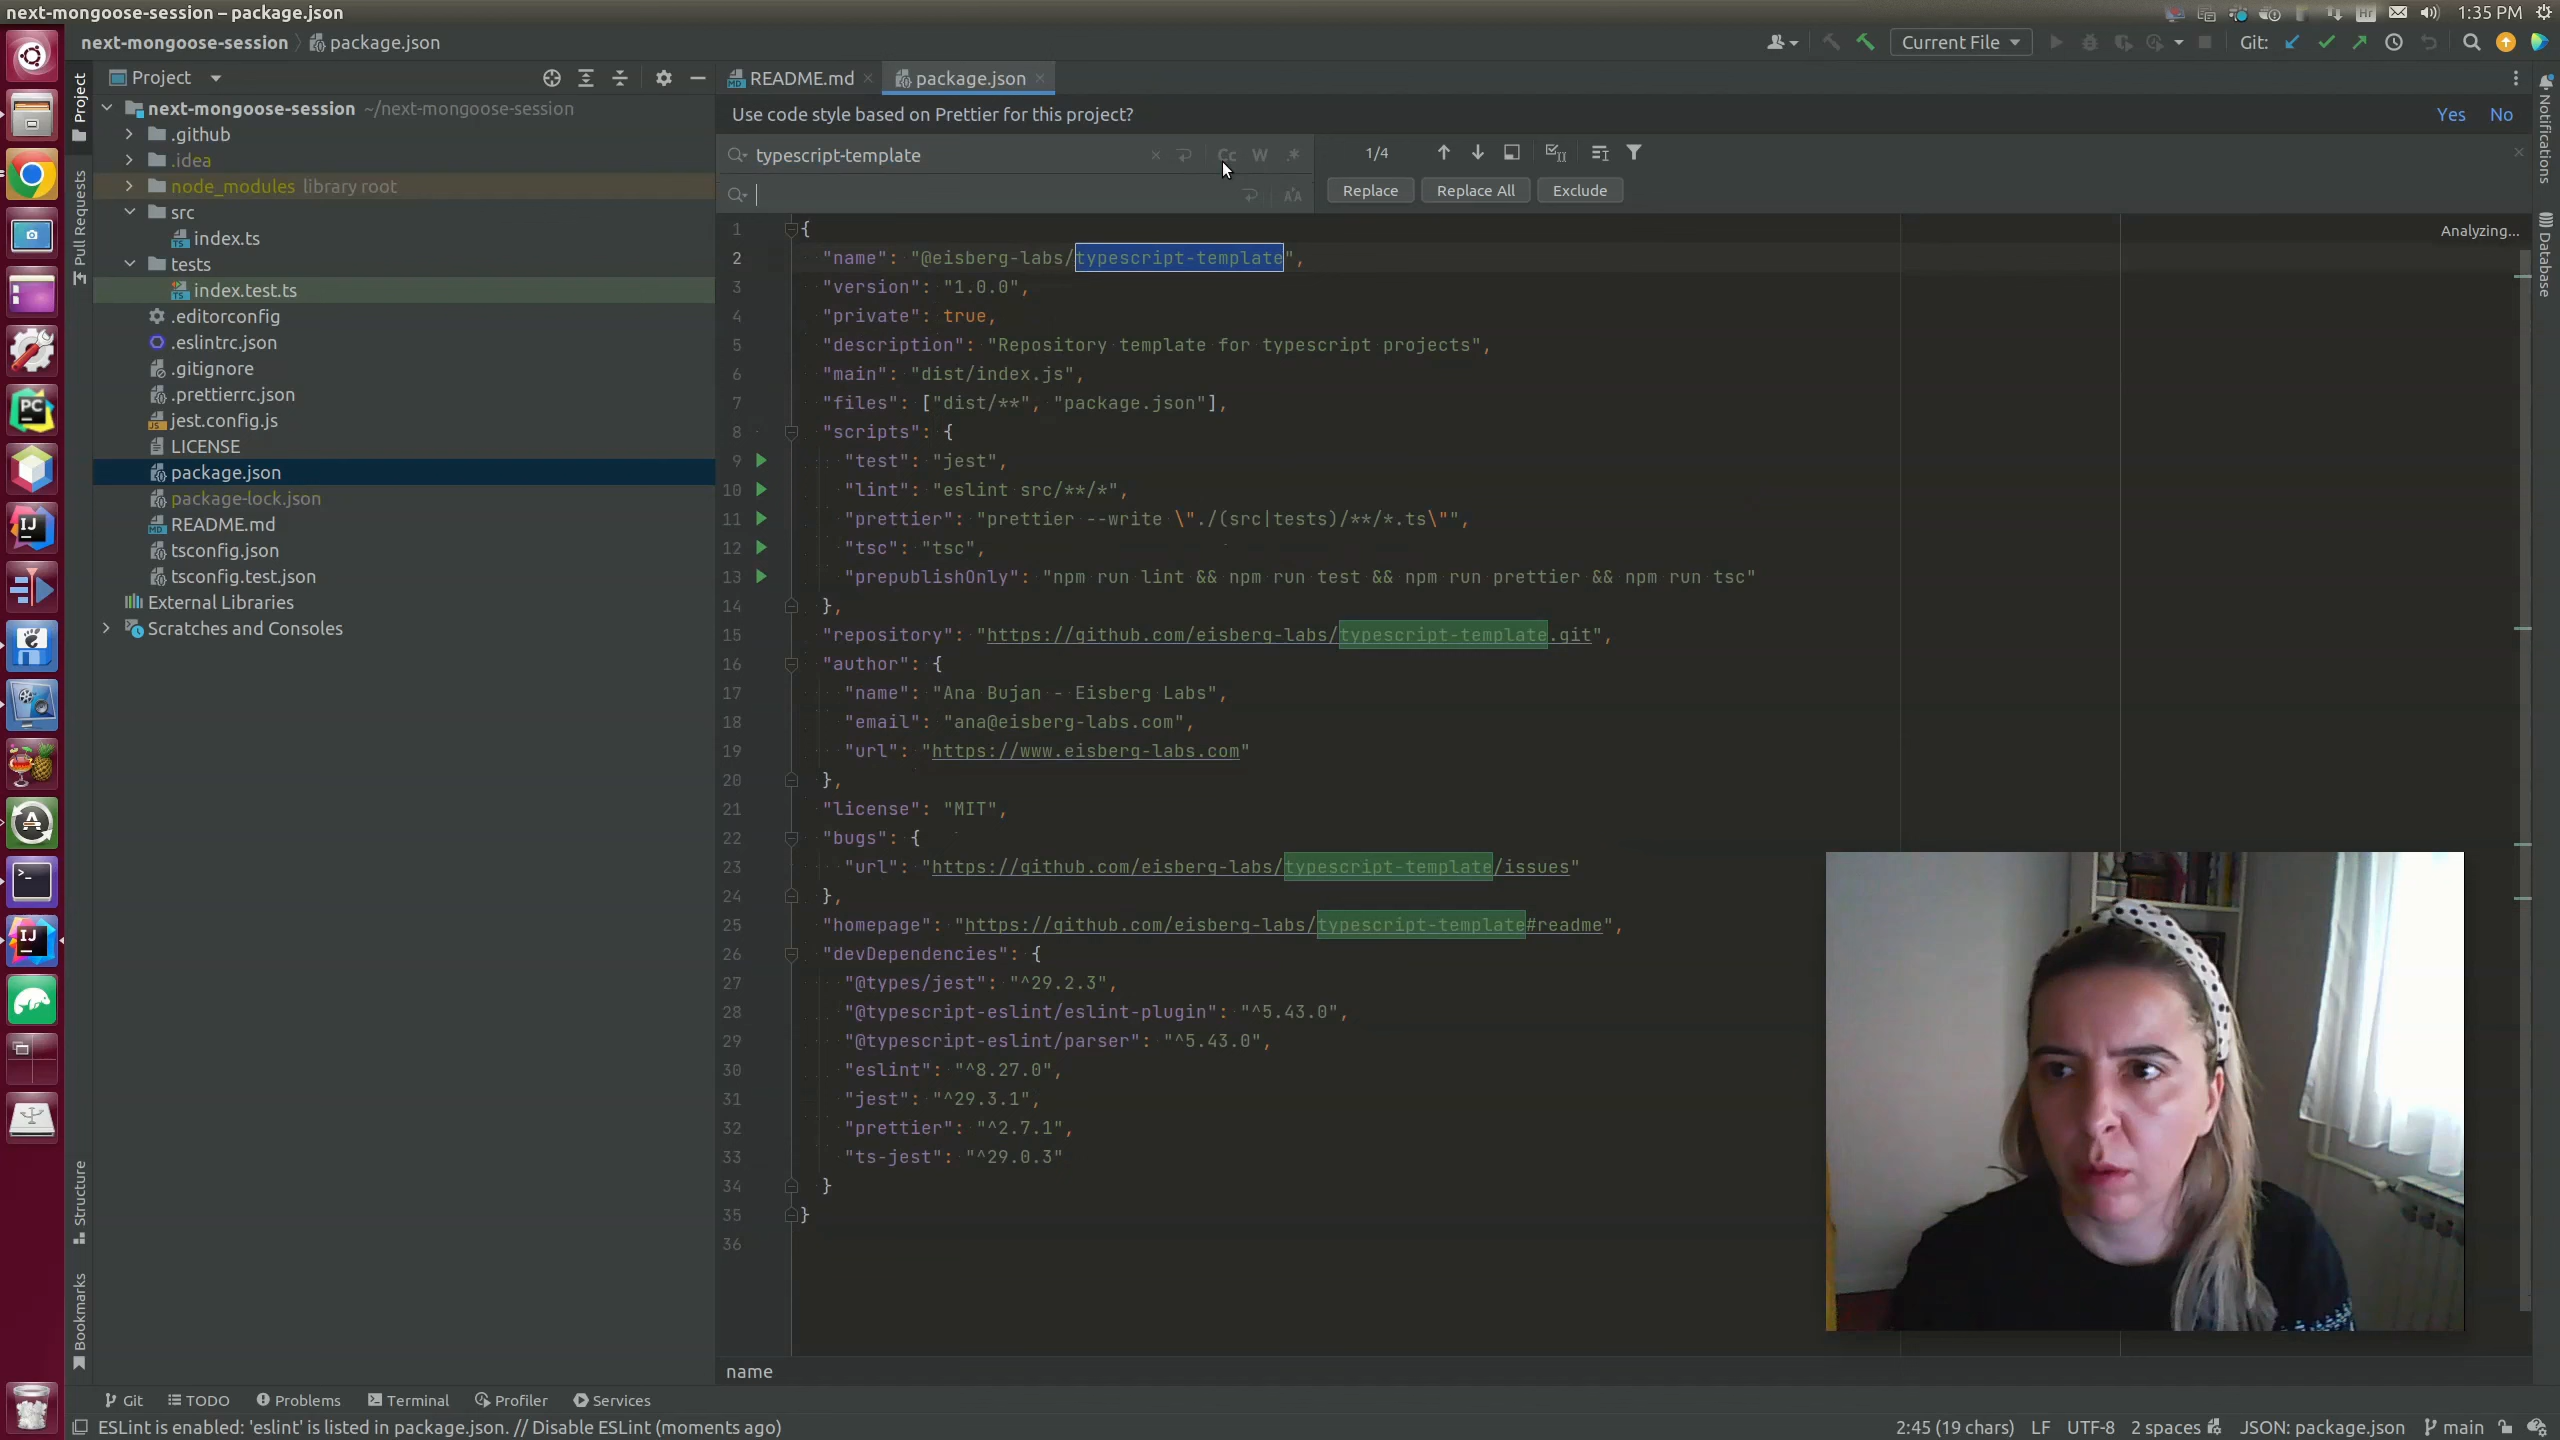 next-mongoose-session – package.json
Hr
1:35 PM
next-mongoose-session
package.json
Current File
Git:
Project
README.md
package.json
Use code style based on Prettier for this project?
Yes
No
typescript-template
Cc
W
.*
1/4
Replace
Replace All
Exclude
Analyzing...
Project
Pull Requests
Structure
Bookmarks
Notifications
Database
next-mongoose-session ~/next-mongoose-session
.github
.idea
node_modules library root
src
index.ts
tests
index.test.ts
.editorconfig
.eslintrc.json
.gitignore
.prettierrc.json
jest.config.js
LICENSE
package.json
package-lock.json
README.md
tsconfig.json
tsconfig.test.json
External Libraries
Scratches and Consoles
1 {
2 "name": "@eisberg-labs/typescript-template",
3 "version": "1.0.0",
4 "private": true,
5 "description": "Repository template for typescript projects",
6 "main": "dist/index.js",
7 "files": ["dist/**", "package.json"],
8 "scripts": {
9 "test": "jest",
10 "lint": "eslint src/**/*",
11 "prettier": "prettier --write \"./(src|tests)/**/*.ts\"",
12 "tsc": "tsc",
13 "prepublishOnly": "npm run lint && npm run test && npm run prettier && npm run tsc"
14 },
15 "repository": "https://github.com/eisberg-labs/typescript-template.git",
16 "author": {
17 "name": "Ana Bujan - Eisberg Labs",
18 "email": "ana@eisberg-labs.com",
19 "url": "https://www.eisberg-labs.com"
20 },
21 "license": "MIT",
22 "bugs": {
23 "url": "https://github.com/eisberg-labs/typescript-template/issues"
24 },
25 "homepage": "https://github.com/eisberg-labs/typescript-template#readme",
26 "devDependencies": {
27 "@types/jest": "^29.2.3",
28 "@typescript-eslint/eslint-plugin": "^5.43.0",
29 "@typescript-eslint/parser": "^5.43.0",
30 "eslint": "^8.27.0",
31 "jest": "^29.3.1",
32 "prettier": "^2.7.1",
33 "ts-jest": "^29.0.3"
34 }
35 }
36
name
Git
TODO
Problems
Terminal
Profiler
Services
ESLint is enabled: 'eslint' is listed in package.json. // Disable ESLint (moments ago)
2:45 (19 chars)
LF
UTF-8
2 spaces
JSON: package.json
main
PC
IJ
IJ